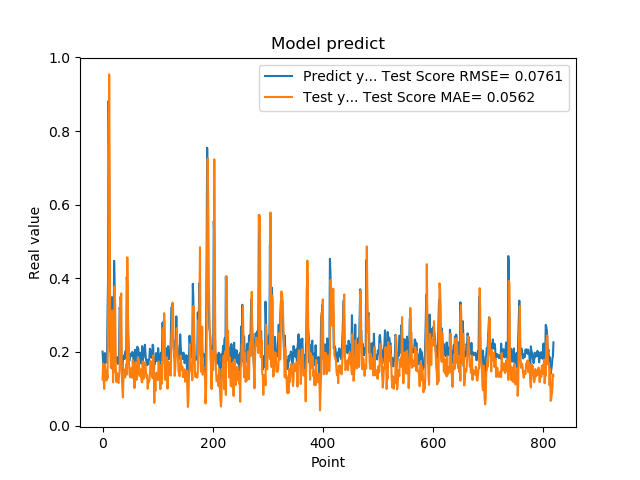 Model predict
Predict y... Test Score RMSE= 0.0761
Test y... Test Score MAE= 0.0562
Real value
1.0
0.8
0.6
0.4
0.2
0.0
0 200 400 600 800
Point